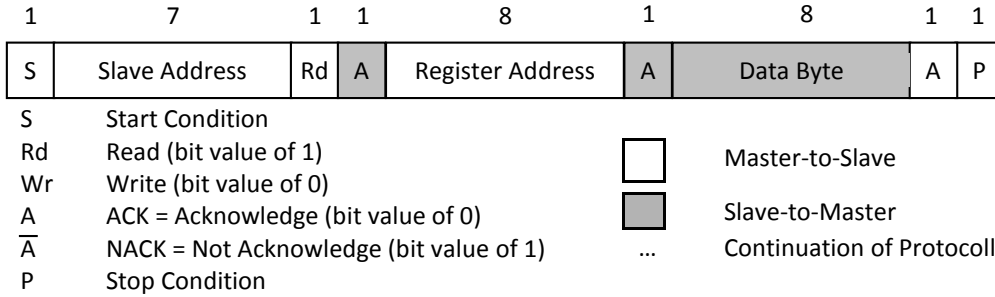 1 7 1 1 8 1 8 1 1
S Slave Address Rd A Register Address A Data Byte A P
S Start Condition
Rd Read (bit value of 1)
Wr Write (bit value of 0)
A ACK = Acknowledge (bit value of 0)
A̅ NACK = Not Acknowledge (bit value of 1)
P Stop Condition
Master-to-Slave
Slave-to-Master
... Continuation of Protocoll